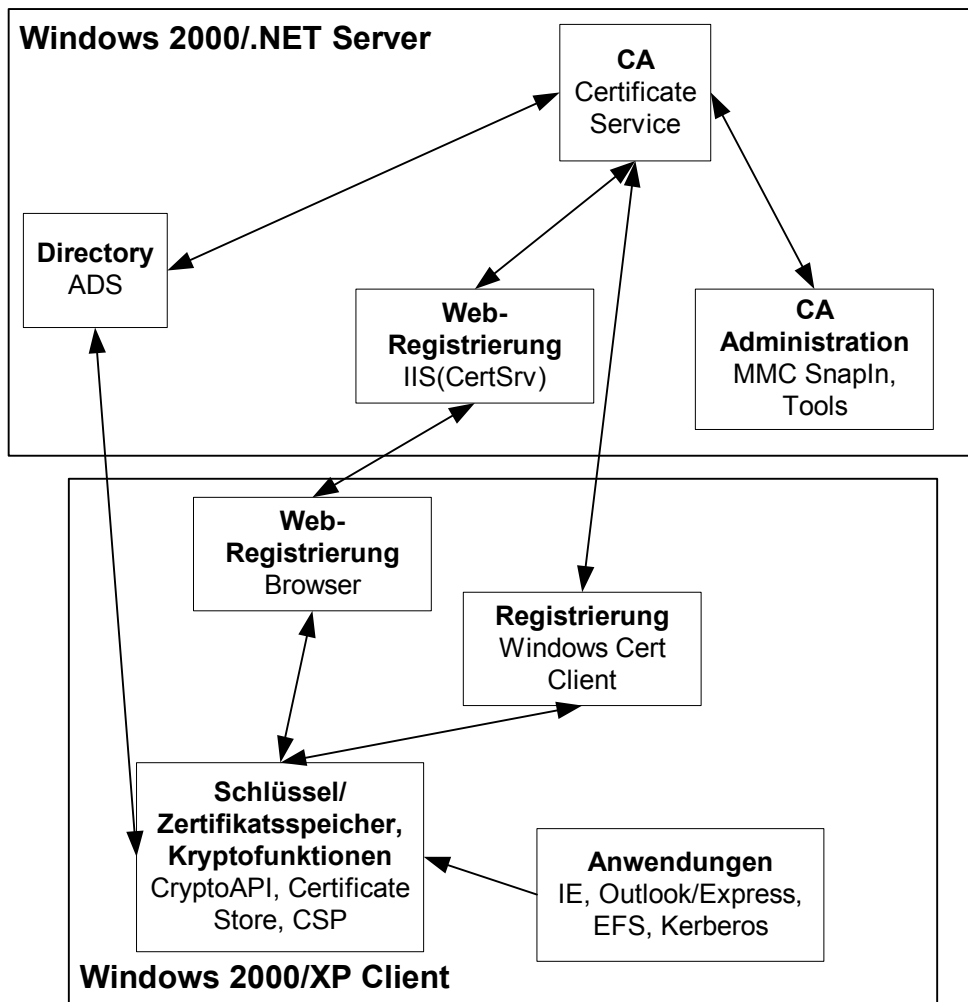 Windows 2000/.NET Server
CA
Certificate
Service
Directory
ADS
Web-
Registrierung
IIS(CertSrv)
CA
Administration
MMC SnapIn,
Tools
Web-
Registrierung
Browser
Registrierung
Windows Cert
Client
Schlüssel/
Zertifikatsspeicher,
Kryptofunktionen
CryptoAPI, Certificate
Store, CSP
Anwendungen
IE, Outlook/Express,
EFS, Kerberos
Windows 2000/XP Client